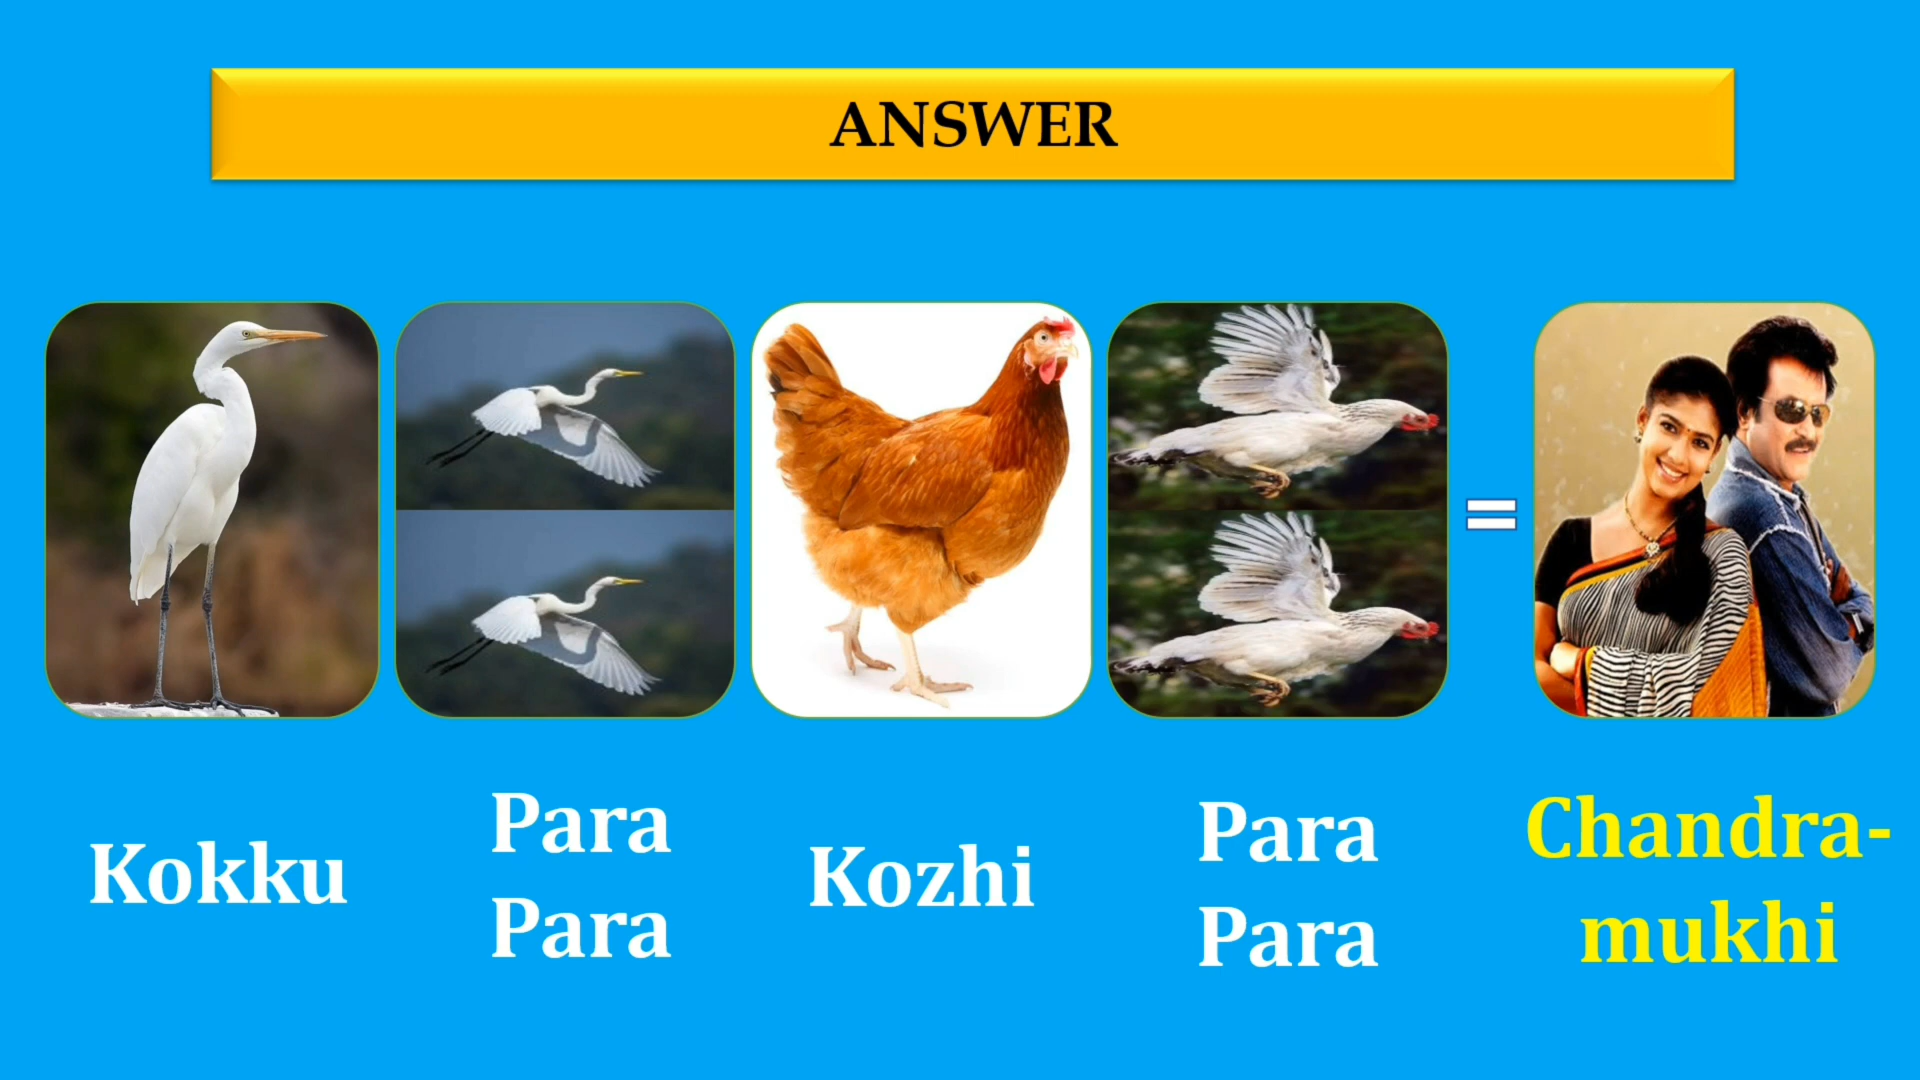 ANSWER
Kokku
Para
Para
Kozhi
Para
Para
Chandra-
mukhi